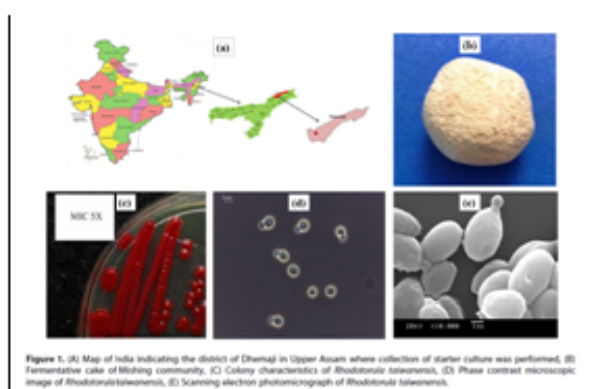 (a)
(b)
MIC 5X
(c)
(d)
(e)
Figure 1. (A) Map of India indicating the district of Dhemaji in Upper Assam where collection of starter culture was performed, (B)
Fermentative cake of Mishing community, (C) Colony characteristics of Rhodotorula taiwanensis, (D) Phase contrast microscopic
image of Rhodotorula taiwanensis, (E) Scanning electron photomicrograph of Rhodotorula taiwanensis.